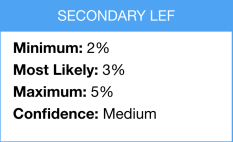 SECONDARY LEF
Minimum: 2%
Most Likely: 3%
Maximum: 5%
Confidence: Medium